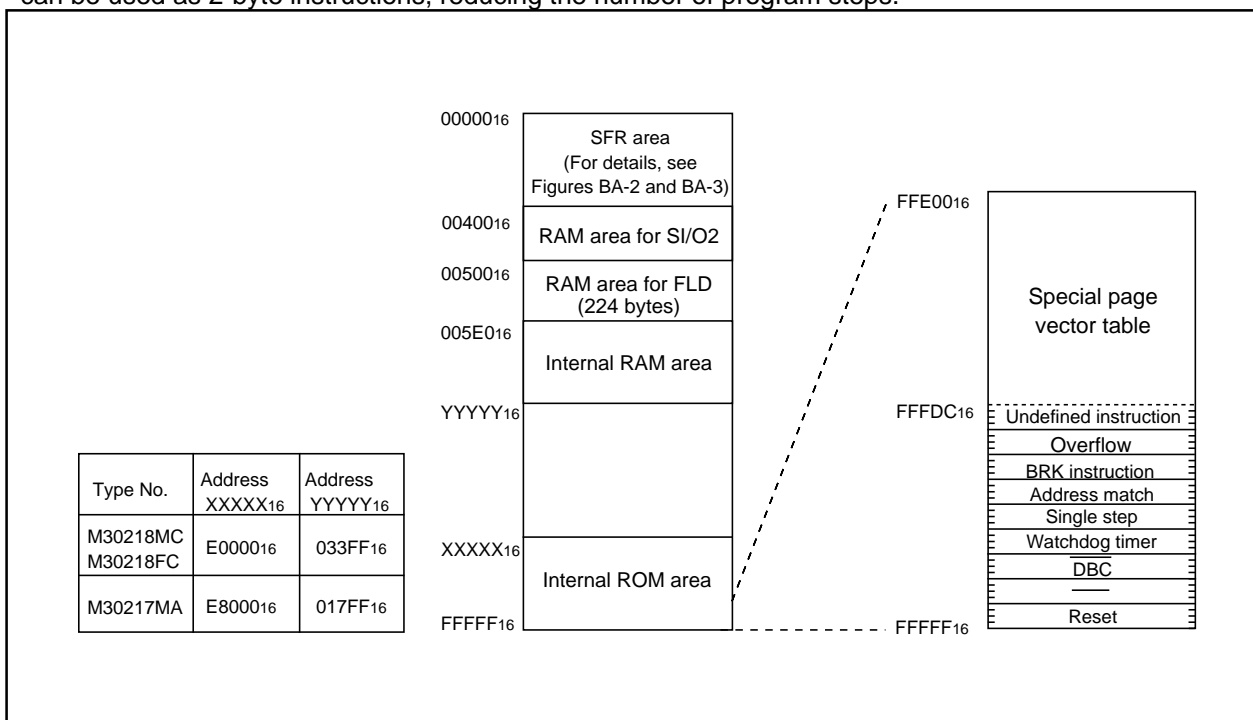 can be used as 2-byte instructions, reducing the number of program steps.
0000016
SFR area
(For details, see
Figures BA-2 and BA-3)
0040016
RAM area for SI/O2
0050016
RAM area for FLD
(224 bytes)
005E016
Internal RAM area
YYYYY16
XXXXX16
Internal ROM area
FFFFF16
Type No.
Address
XXXXX16
Address
YYYYY16
M30218MC
M30218FC
E000016
033FF16
M30217MA
E800016
017FF16
FFE0016
Special page
vector table
FFFDC16
Undefined instruction
Overflow
BRK instruction
Address match
Single step
Watchdog timer
DBC
Reset
FFFFF16